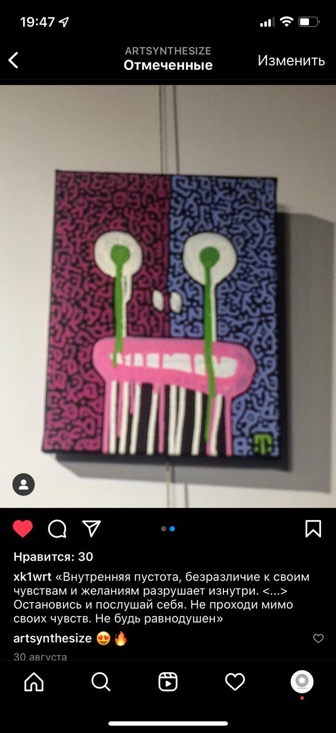 19:47
ARTSYNTHESIZE
Отмеченные
Изменить
Нравится: 30
xk1wrt «Внутренняя пустота, безразличие к своим
чувствам и желаниям разрушает изнутри. <...>
Остановись и послушай себя. Не проходи мимо
своих чувств. Не будь равнодушен»
artsynthesize 😍🔥
30 августа